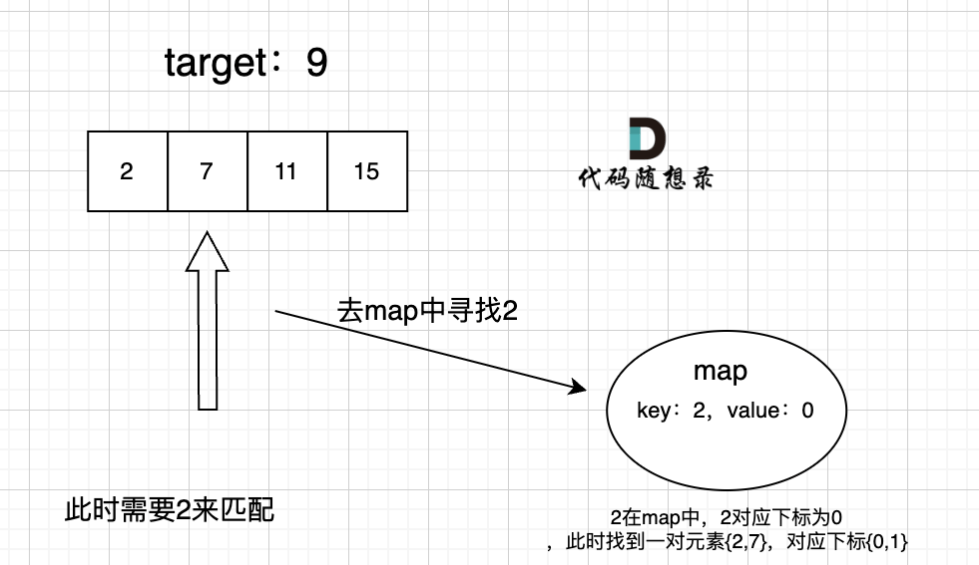 target：9
2 7 11 15
代码随想录
去map中寻找2
map
key：2，value：0
此时需要2来匹配
2在map中，2对应下标为0
，此时找到一对元素{2,7}，对应下标{0,1}